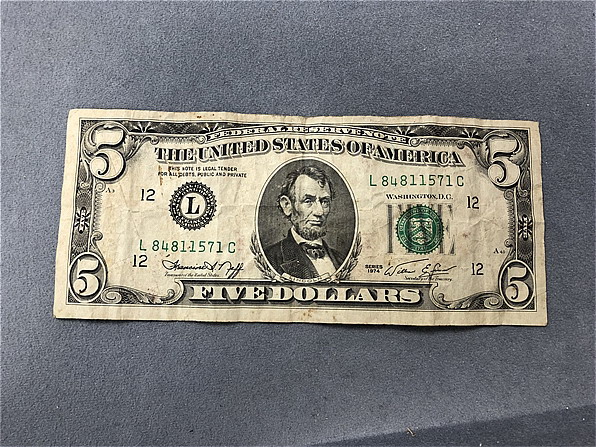 5 FEDERAL RESERVE NOTE 5
THE UNITED STATES OF AMERICA
THIS NOTE IS LEGAL TENDER
FOR ALL DEBTS, PUBLIC AND PRIVATE
L 84811571 C
WASHINGTON, D.C.
12 L 12
FIVE
L 84811571 C
12 12
SERIES
1974
5 FIVE DOLLARS 5